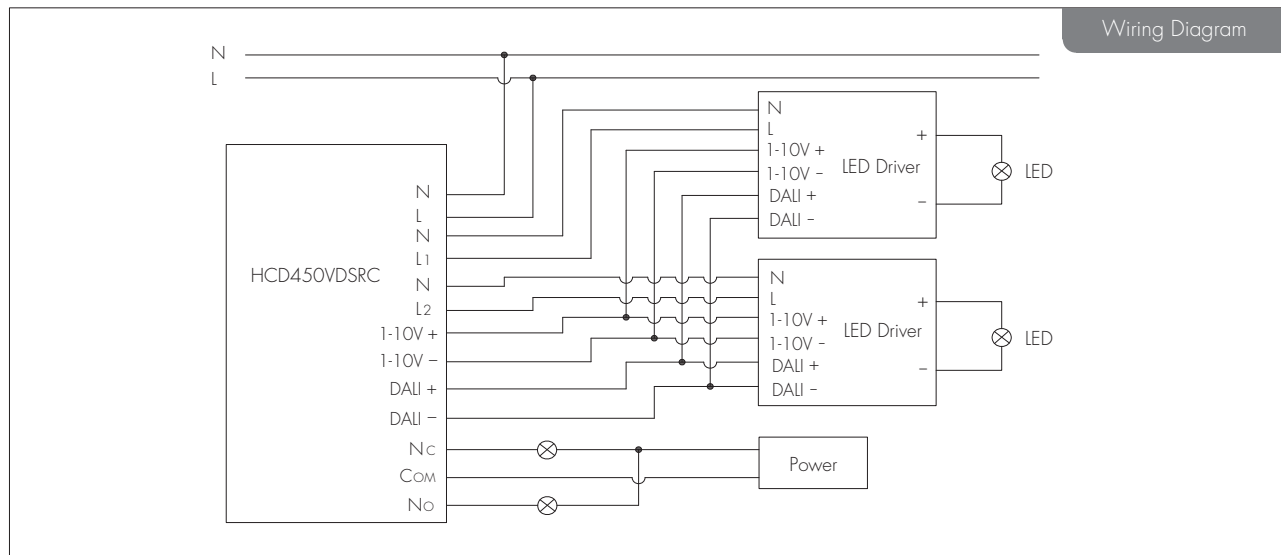 Wiring Diagram
N
L
HCD450VDSRC
N
L
N
L1
N
L2
1-10V +
1-10V −
DALI +
DALI −
NC
COM
NO
N
L
1-10V +
1-10V −
DALI +
DALI −
LED Driver
+
−
LED
N
L
1-10V +
1-10V −
DALI +
DALI −
LED Driver
+
−
LED
Power